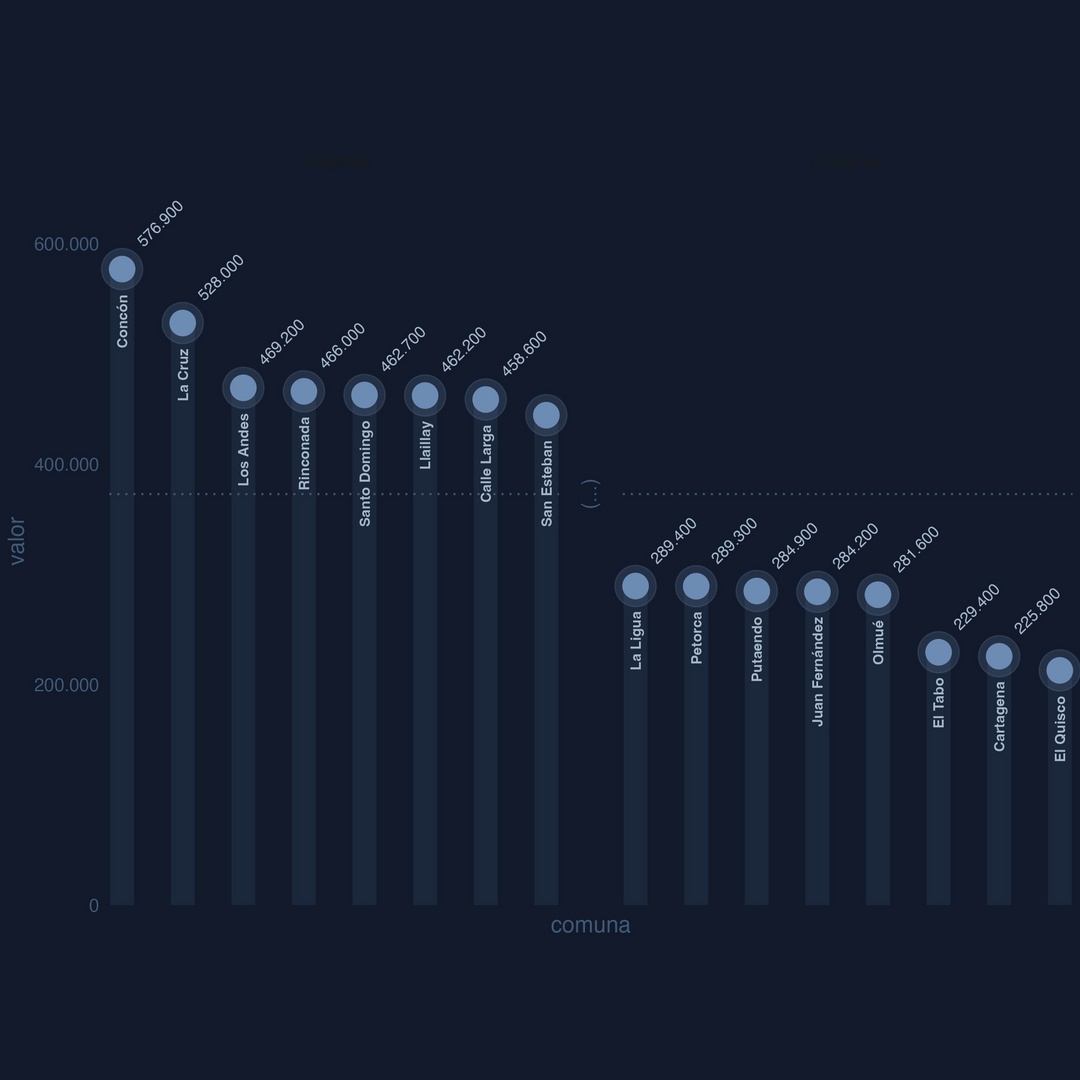 600.000
400.000
200.000
0
valor
comuna
576.900
528.000
469.200
466.000
462.700
462.200
458.600
Concón
La Cruz
Los Andes
Rinconada
Santo Domingo
Llaillay
Calle Larga
San Esteban
(...)
289.400
289.300
284.900
284.200
281.600
229.400
225.800
La Ligua
Petorca
Putaendo
Juan Fernández
Olmué
El Tabo
Cartagena
El Quisco